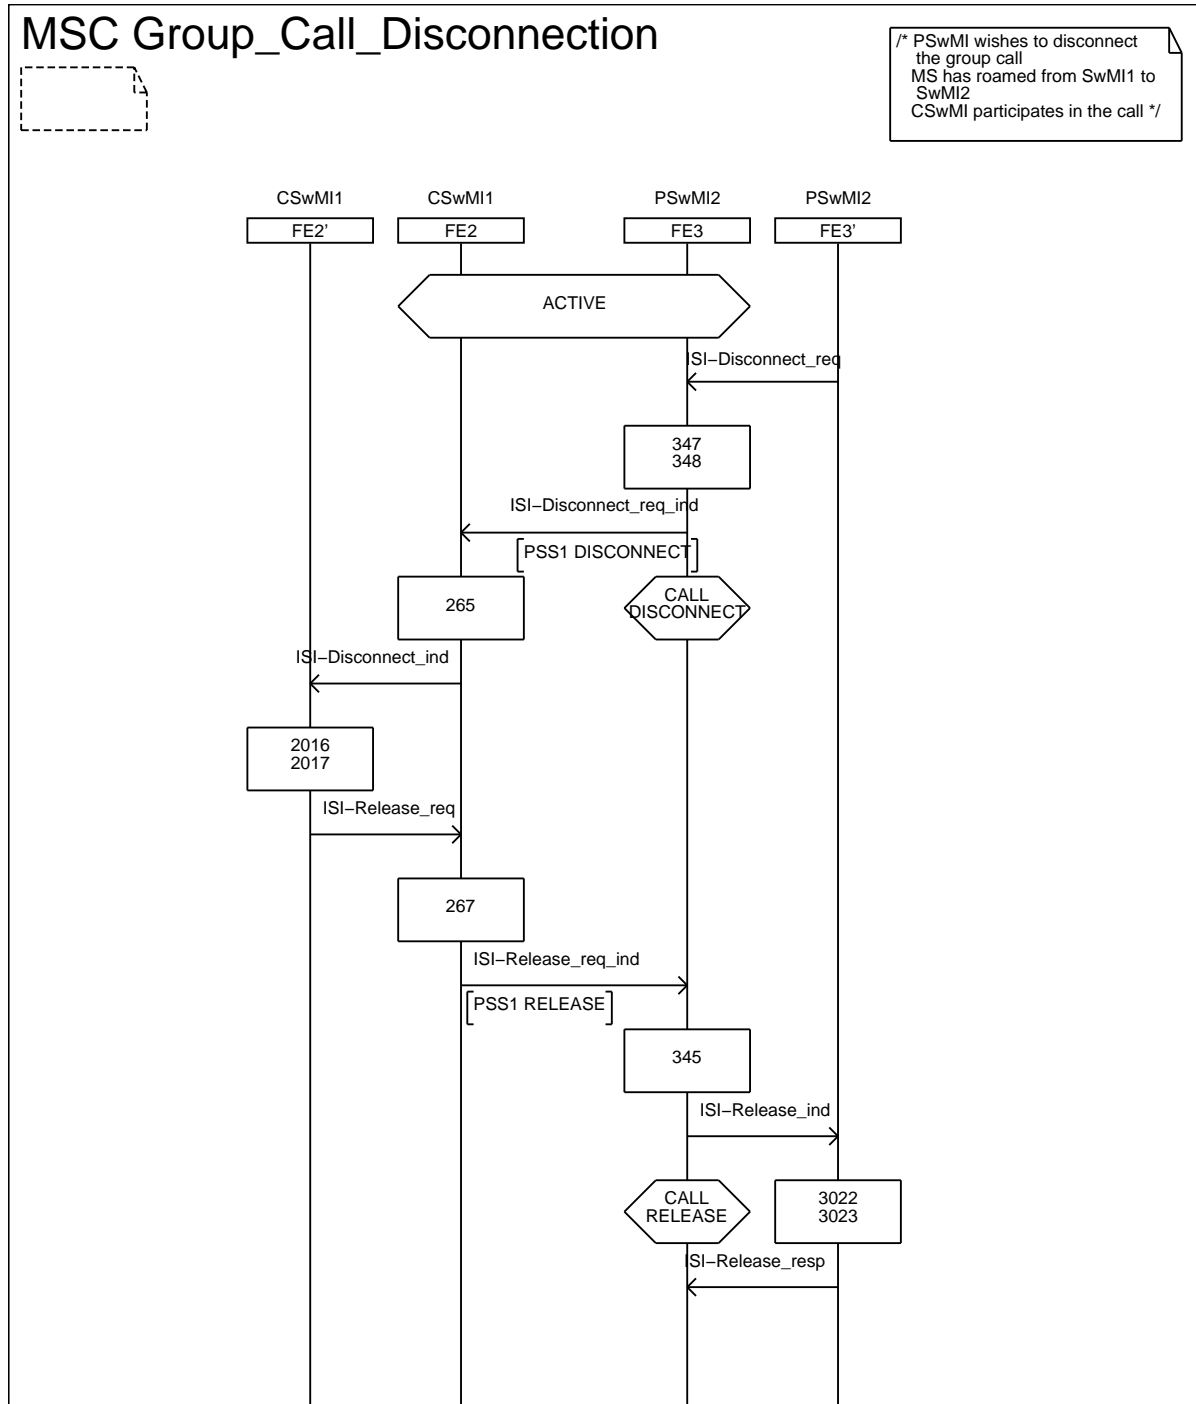 MSC Group_Call_Disconnection
/* PSwMI wishes to disconnect
the group call
MS has roamed from SwMI1 to
SwMI2
CSwMI participates in the call */
CSwMI1 CSwMI1 PSwMI2 PSwMI2
FE2' FE2 FE3 FE3'
ACTIVE
ISI−Disconnect_req
347
348
ISI−Disconnect_req_ind
PSS1 DISCONNECT
265
CALL
DISCONNECT
ISI−Disconnect_ind
2016
2017
ISI−Release_req
267
ISI−Release_req_ind
PSS1 RELEASE
345
ISI−Release_ind
CALL
RELEASE
3022
3023
ISI−Release_resp